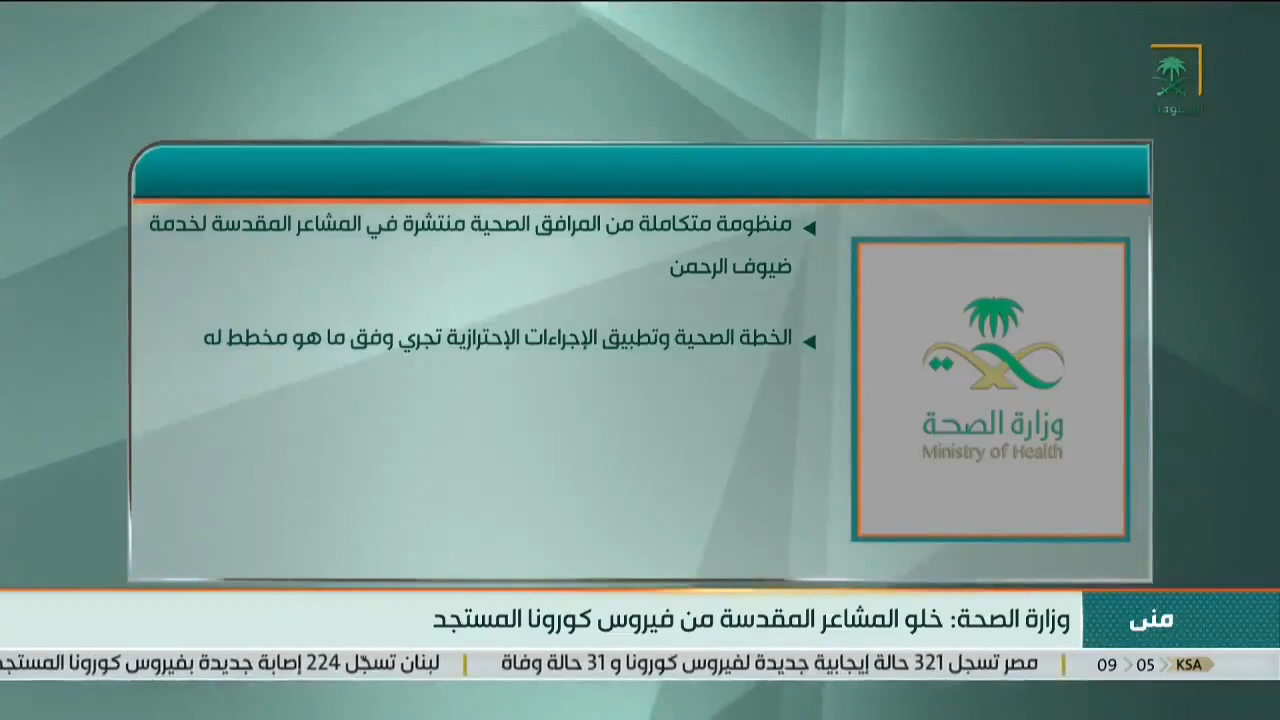 السعودية
منظومة متكاملة من المرافق الصحية منتشرة في المشاعر المقدسة لخدمة
ضيوف الرحمن
الخطة الصحية وتطبيق الإجراءات الإحترازية تجري وفق ما هو مخطط له
وزارة الصحة
Ministry of Health
منى
وزارة الصحة: خلو المشاعر المقدسة من فيروس كورونا المستجد
KSA 09 05
مصر تسجل 321 حالة إيجابية جديدة لفيروس كورونا و 31 حالة وفاة | لبنان تسجّل 224 إصابة جديدة بفيروس كورونا المستجد